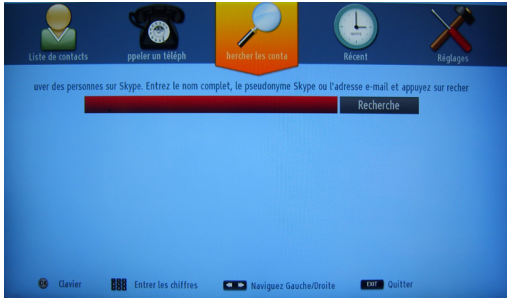 Liste de contacts
ppeler un téléph
hercher les conta
Récent
Réglages
uver des personnes sur Skype. Entrez le nom complet, le pseudonyme Skype ou l'adresse e-mail et appuyez sur recher
Recherche
OK Clavier
Entrer les chiffres
Naviguez Gauche/Droite
EXIT Quitter